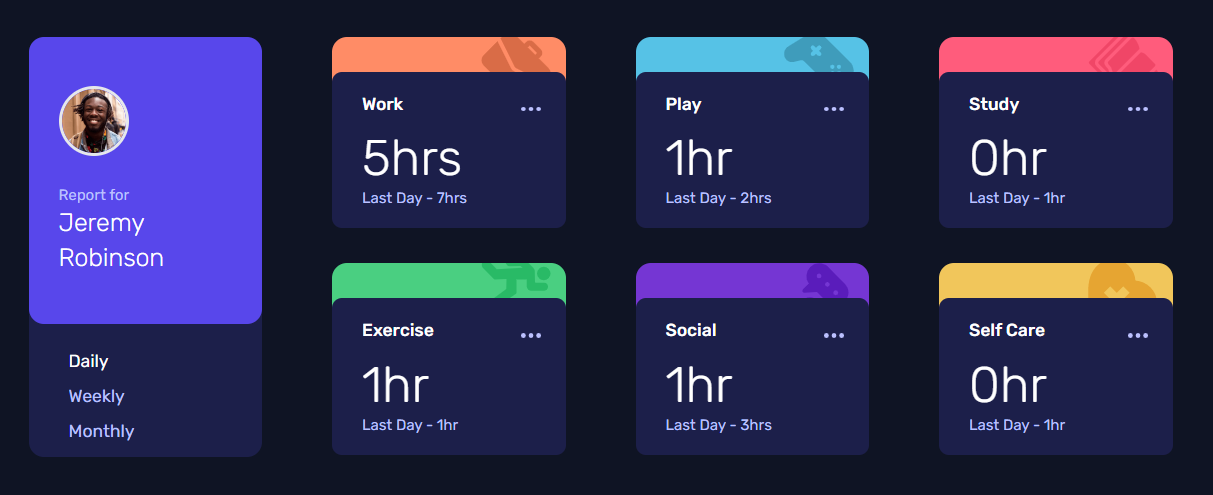 Report for
Jeremy
Robinson
Daily
Weekly
Monthly
Work
5hrs
Last Day - 7hrs
Play
1hr
Last Day - 2hrs
Study
0hr
Last Day - 1hr
Exercise
1hr
Last Day - 1hr
Social
1hr
Last Day - 3hrs
Self Care
0hr
Last Day - 1hr